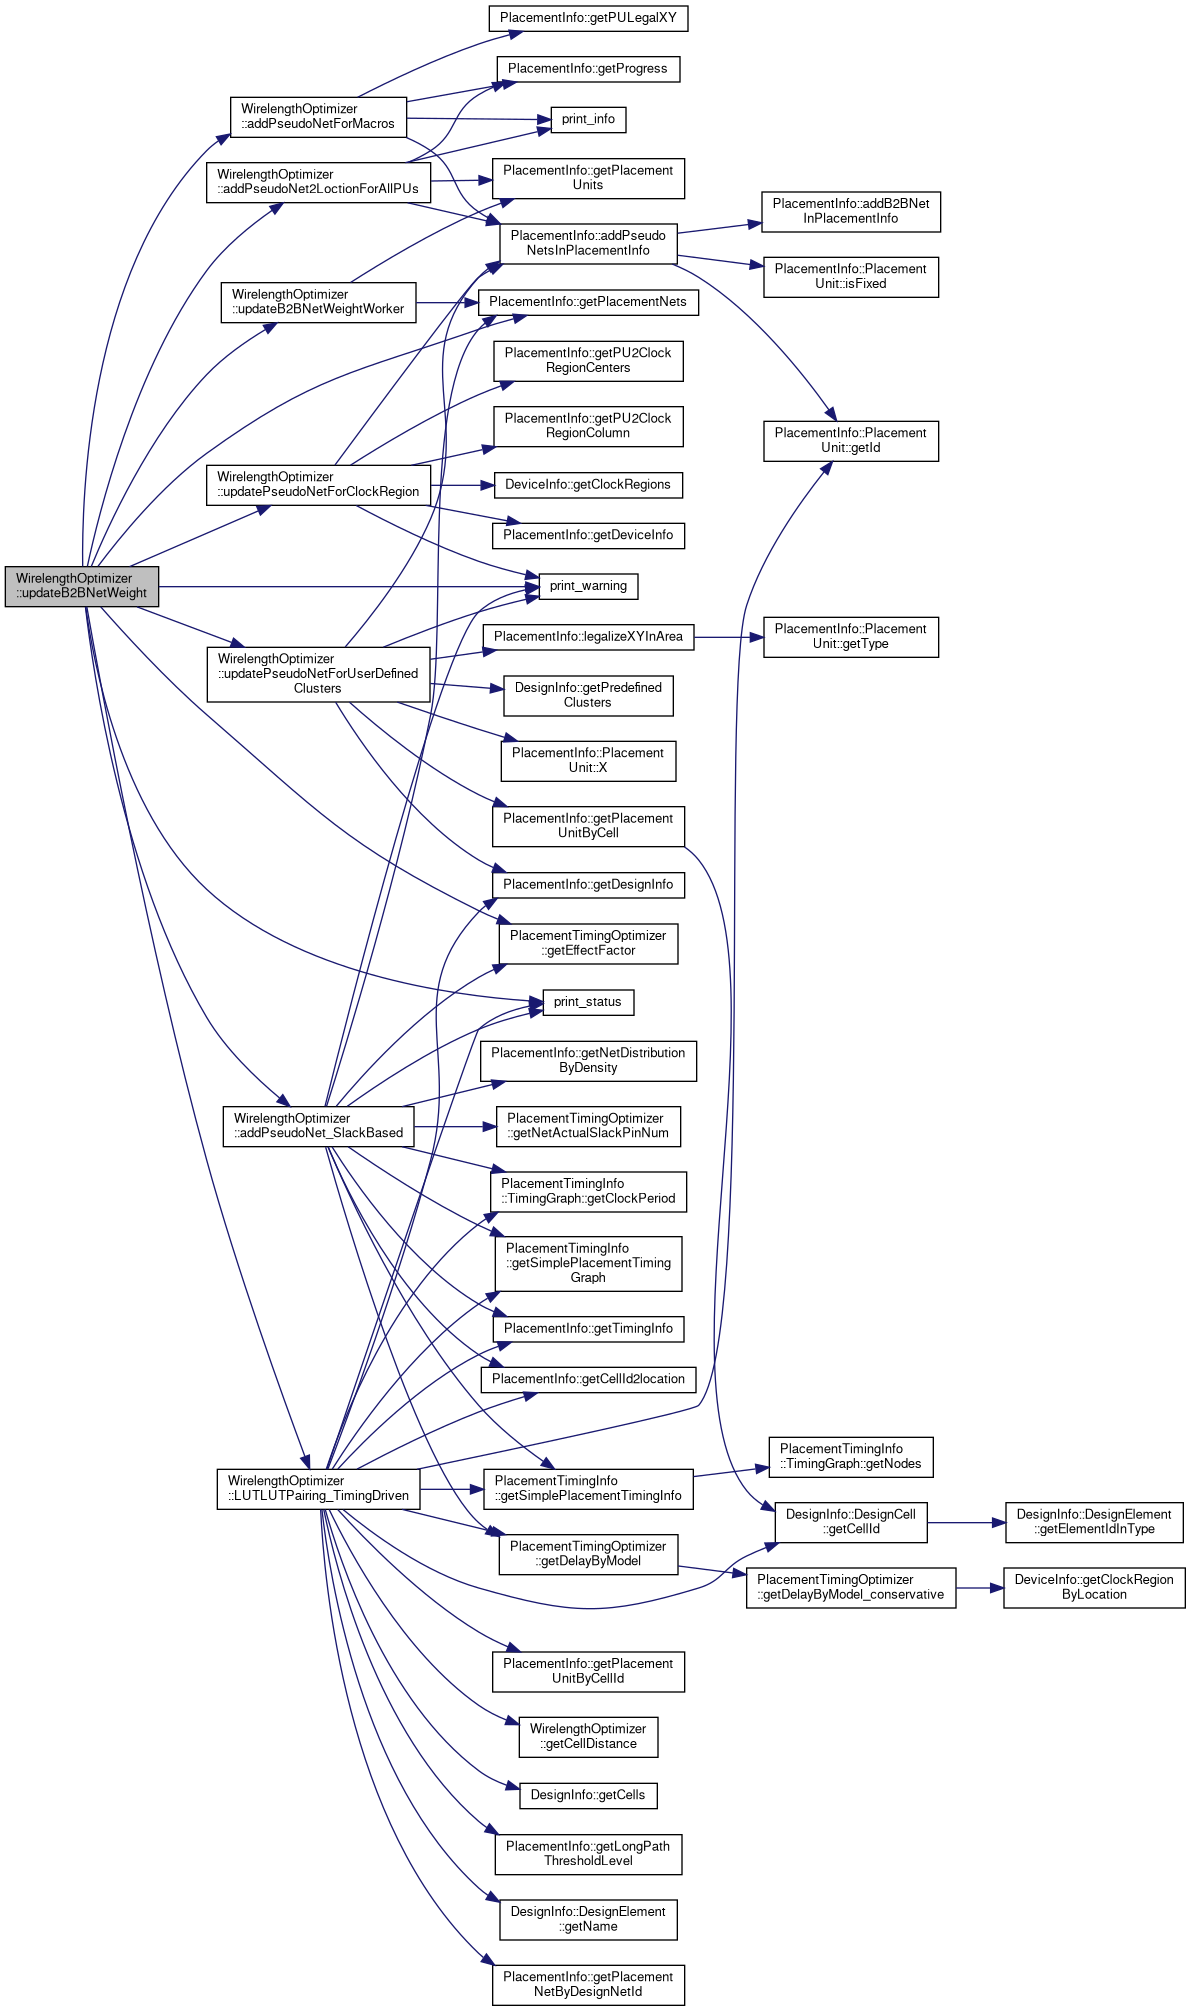 PlacementInfo::getPULegalXY
PlacementInfo::getProgress
WirelengthOptimizer
::addPseudoNetForMacros
print_info
WirelengthOptimizer
::addPseudoNet2LoctionForAllPUs
PlacementInfo::getPlacement
Units
PlacementInfo::addB2BNet
InPlacementInfo
PlacementInfo::addPseudo
NetsInPlacementInfo
PlacementInfo::Placement
Unit::isFixed
WirelengthOptimizer
::updateB2BNetWeightWorker
PlacementInfo::getPlacementNets
PlacementInfo::getPU2Clock
RegionCenters
PlacementInfo::getPU2Clock
RegionColumn
PlacementInfo::Placement
Unit::getId
WirelengthOptimizer
::updatePseudoNetForClockRegion
DeviceInfo::getClockRegions
PlacementInfo::getDeviceInfo
WirelengthOptimizer
::updateB2BNetWeight
print_warning
PlacementInfo::legalizeXYInArea
PlacementInfo::Placement
Unit::getType
WirelengthOptimizer
::updatePseudoNetForUserDefined
Clusters
DesignInfo::getPredefined
Clusters
PlacementInfo::Placement
Unit::X
PlacementInfo::getPlacement
UnitByCell
PlacementInfo::getDesignInfo
PlacementTimingOptimizer
::getEffectFactor
print_status
PlacementInfo::getNetDistribution
ByDensity
WirelengthOptimizer
::addPseudoNet_SlackBased
PlacementTimingOptimizer
::getNetActualSlackPinNum
PlacementTimingInfo
::TimingGraph::getClockPeriod
PlacementTimingInfo
::getSimplePlacementTiming
Graph
PlacementInfo::getTimingInfo
PlacementInfo::getCellId2location
WirelengthOptimizer
::LUTLUTPairing_TimingDriven
PlacementTimingInfo
::getSimplePlacementTimingInfo
PlacementTimingInfo
::TimingGraph::getNodes
DesignInfo::DesignCell
::getCellId
DesignInfo::DesignElement
::getElementIdInType
PlacementTimingOptimizer
::getDelayByModel
PlacementTimingOptimizer
::getDelayByModel_conservative
DeviceInfo::getClockRegion
ByLocation
PlacementInfo::getPlacement
UnitByCellId
WirelengthOptimizer
::getCellDistance
DesignInfo::getCells
PlacementInfo::getLongPath
ThresholdLevel
DesignInfo::DesignElement
::getName
PlacementInfo::getPlacement
NetByDesignNetId